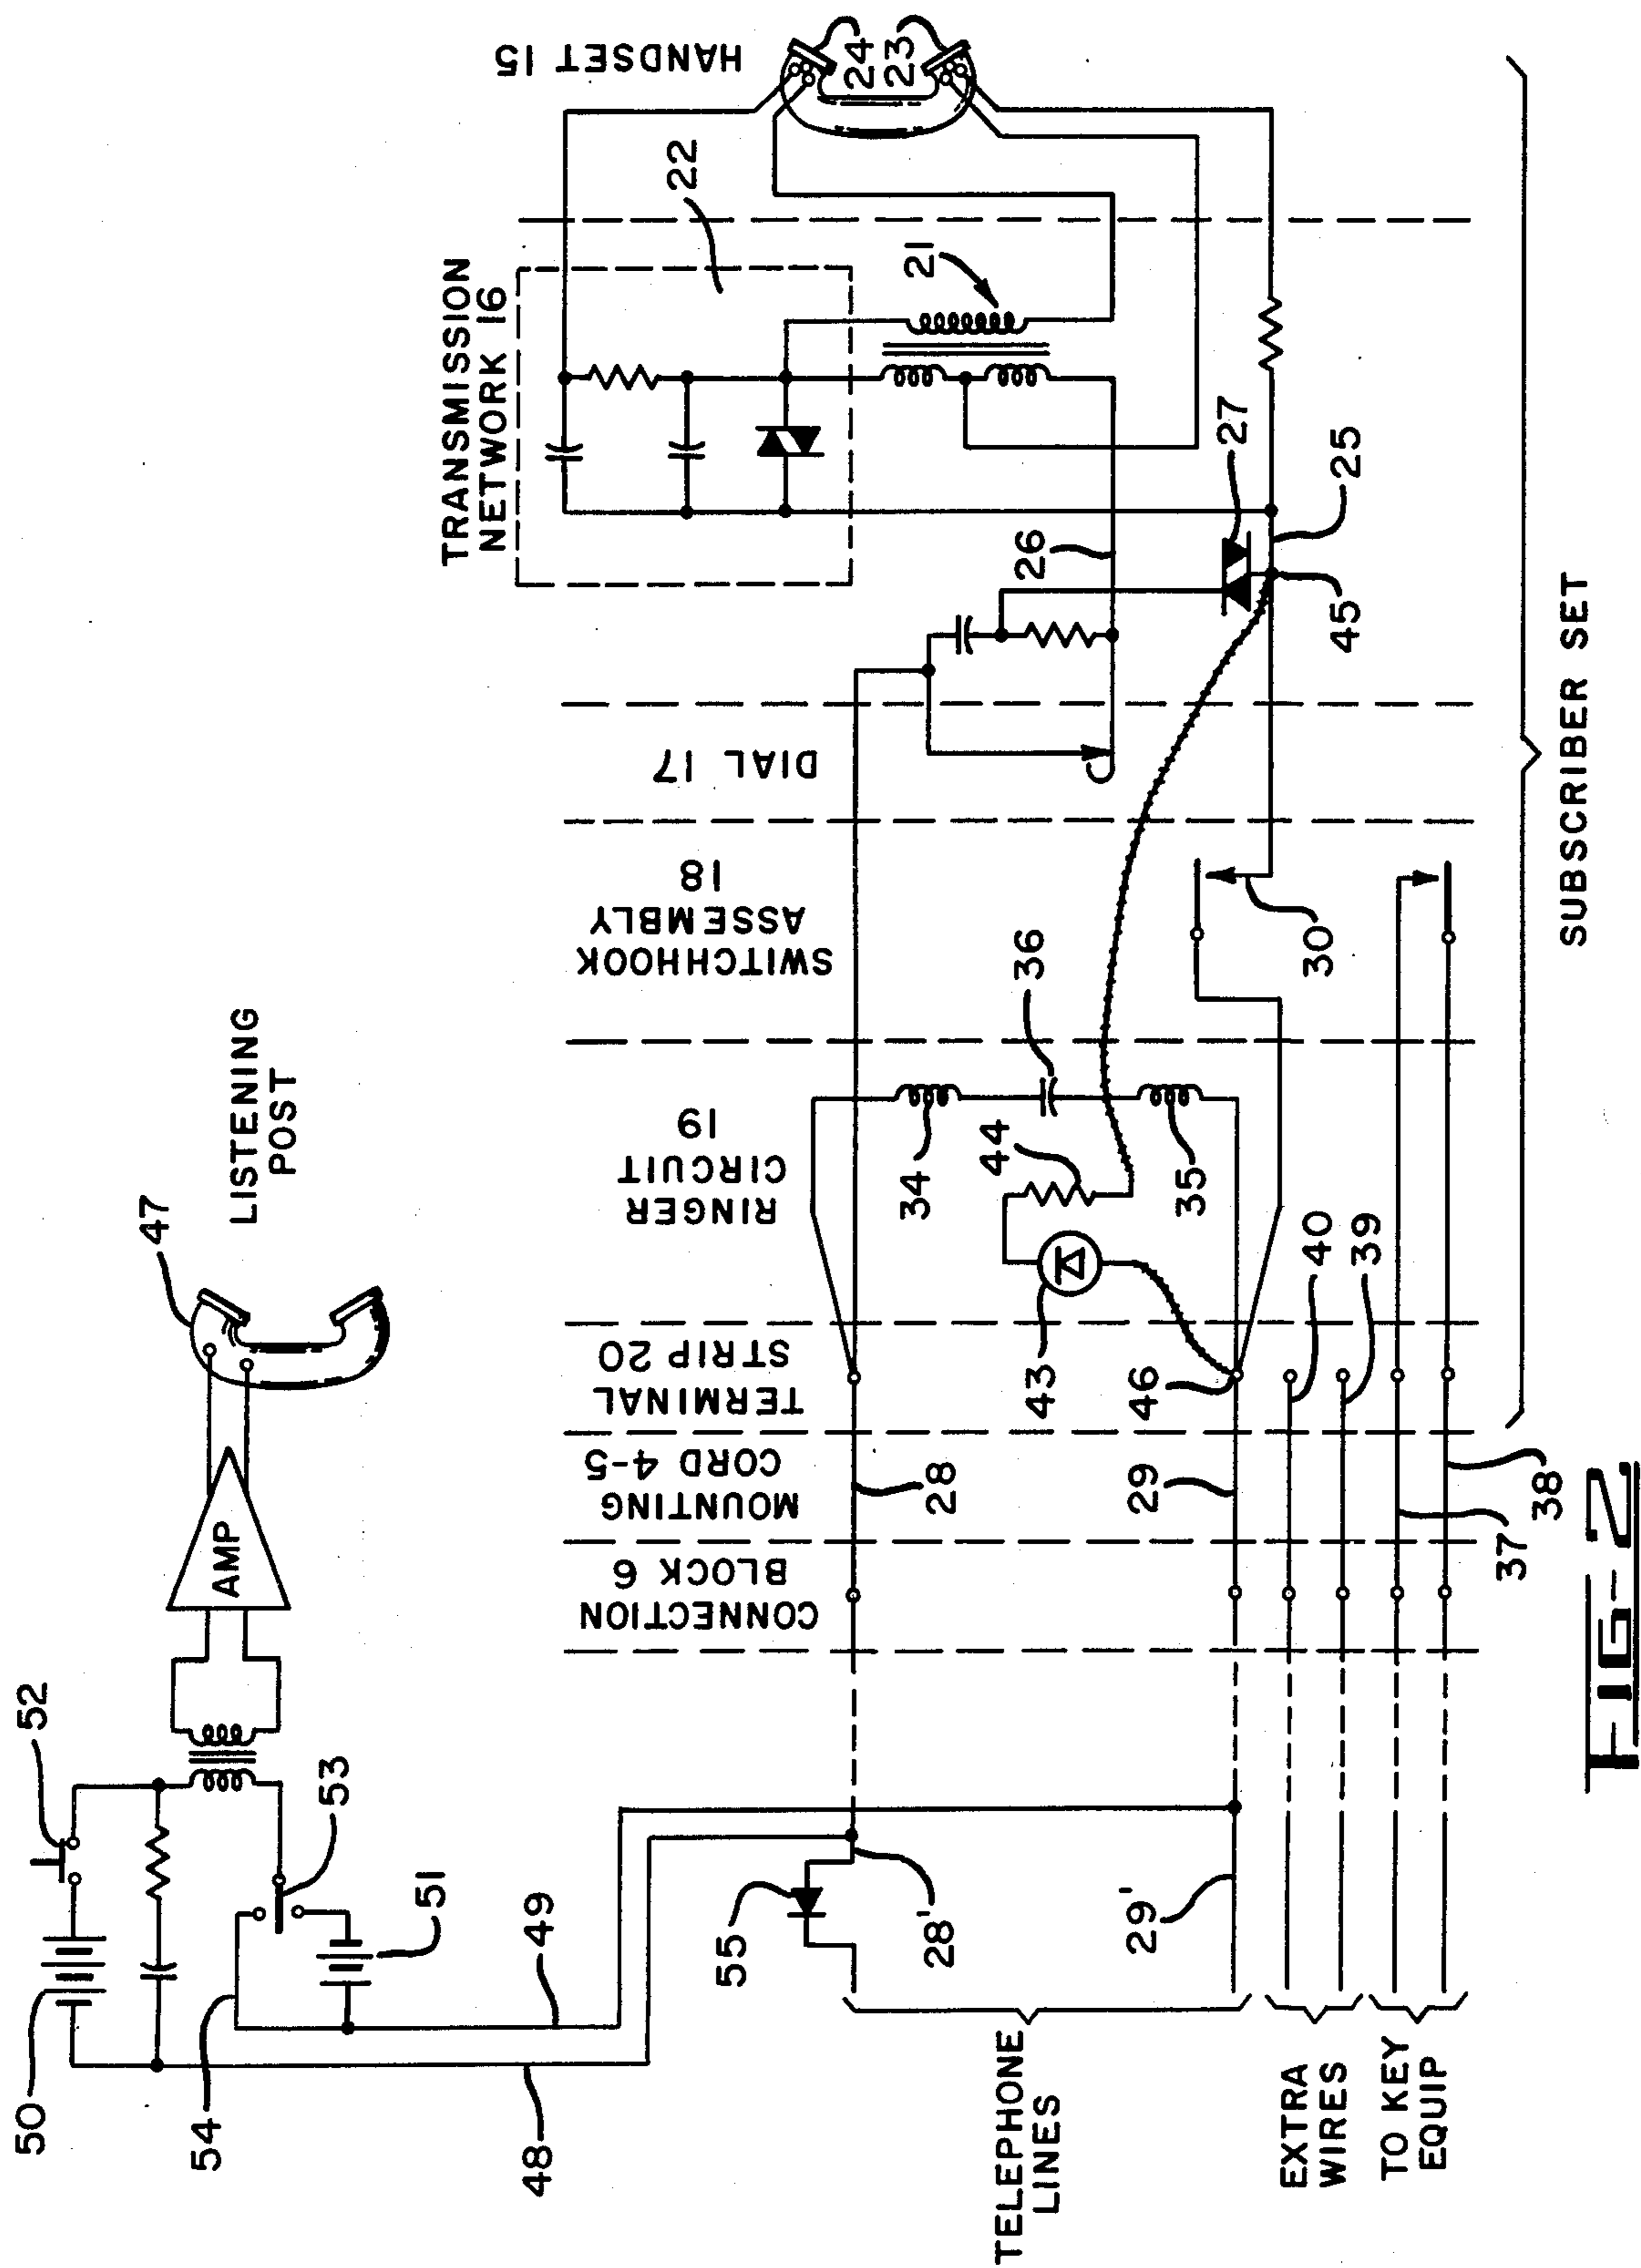 50
52
54
53
51
48
49
AMP
47
LISTENING
POST
TELEPHONE
LINES
55
28'
29'
EXTRA
WIRES
TO KEY
EQUIP
CONNECTION
BLOCK 6
MOUNTING
CORD 4-5
TERMINAL
STRIP 20
RINGER
CIRCUIT
19
SWITCHHOOK
ASSEMBLY
18
DIAL 17
TRANSMISSION
NETWORK 16
HANDSET 15
28
29
37
38
46
43
44
34
35
36
40
39
30
26
45
25
27
21
22
24
23
SUBSCRIBER SET
FIG-2